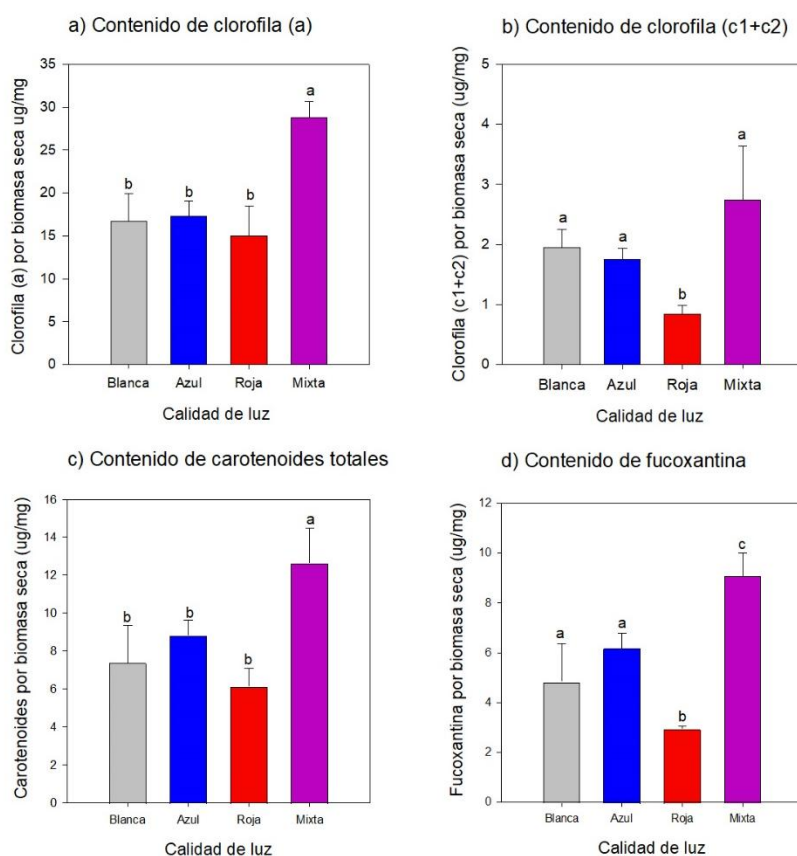 a) Contenido de clorofila (a)
Clorofila (a) por biomasa seca ug/mg
35
30
25
20
15
10
5
0
b
b
b
a
Blanca Azul Roja Mixta
Calidad de luz
b) Contenido de clorofila (c1+c2)
Clorofila (c1+c2) por biomasa seca (ug/mg)
5
4
3
2
1
0
a
a
b
a
Blanca Azul Roja Mixta
Calidad de luz
c) Contenido de carotenoides totales
Carotenoides por biomasa seca (ug/mg)
16
14
12
10
8
6
4
2
0
b
b
b
a
Blanca Azul Roja Mixta
Calidad de luz
d) Contenido de fucoxantina
Fucoxantina por biomasa seca (ug/mg)
12
10
8
6
4
2
0
a
a
b
c
Blanca Azul Roja Mixta
Calidad de luz